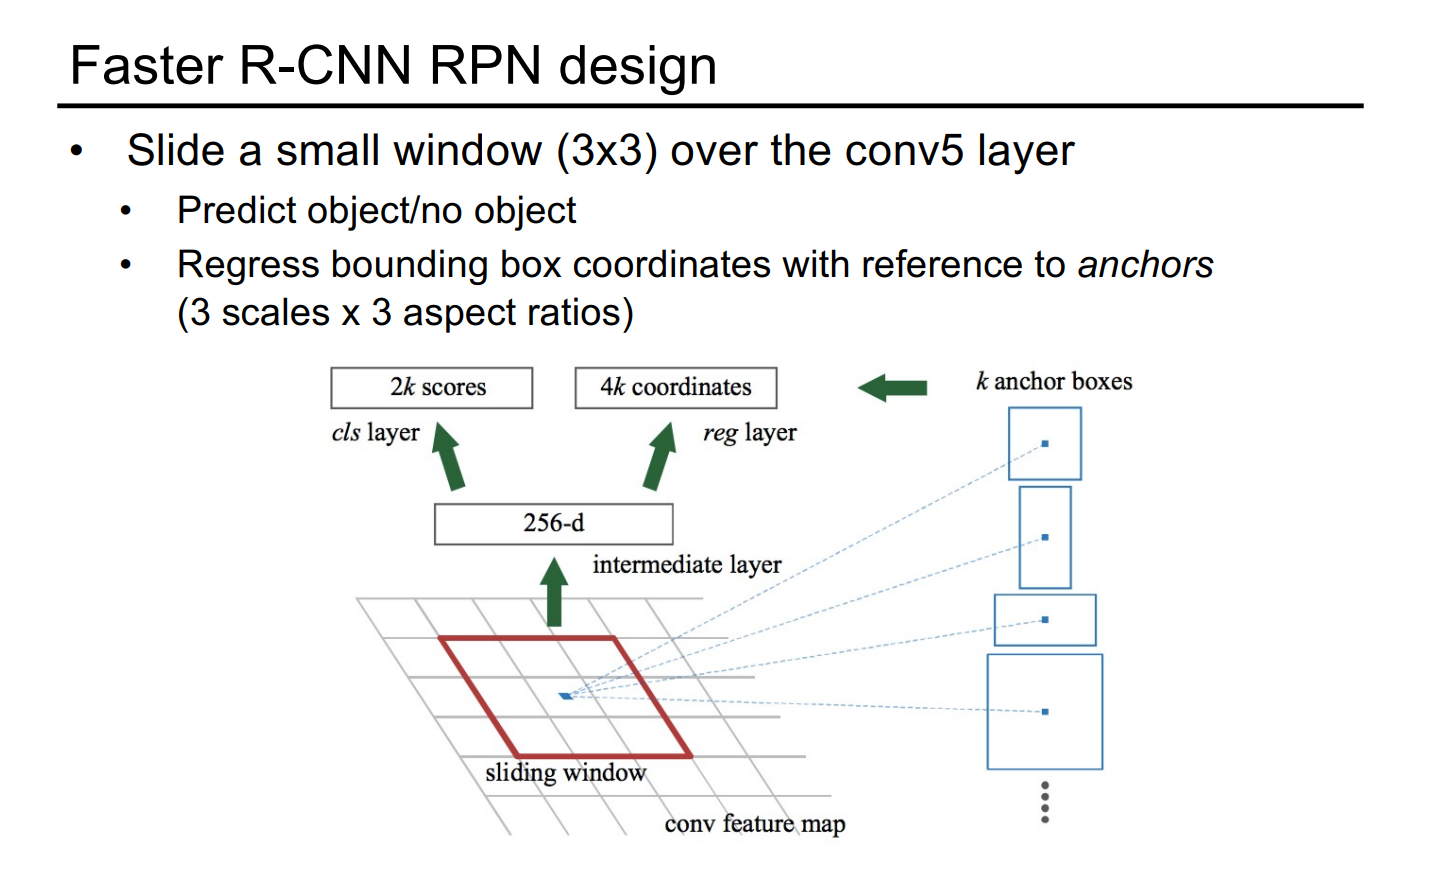 Faster R-CNN RPN design
• Slide a small window (3x3) over the conv5 layer
• Predict object/no object
• Regress bounding box coordinates with reference to anchors
(3 scales x 3 aspect ratios)
2k scores
4k coordinates
k anchor boxes
cls layer
reg layer
256-d
intermediate layer
sliding window
conv feature map